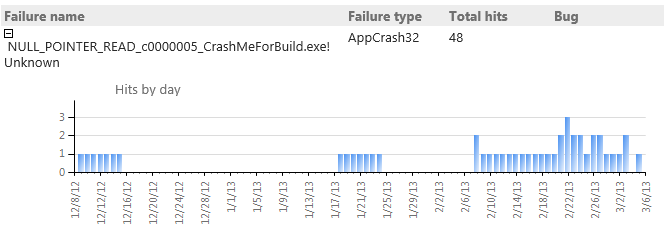 Failure name Failure type Total hits Bug
NULL_POINTER_READ_c0000005_CrashMeForBuild.exe! AppCrash32 48
Unknown
Hits by day
3
2
1
0
12/8/12 12/12/12 12/16/12 12/20/12 12/24/12 12/28/12 1/1/13 1/5/13 1/9/13 1/13/13 1/17/13 1/21/13 1/25/13 1/29/13 2/2/13 2/6/13 2/10/13 2/14/13 2/18/13 2/22/13 2/26/13 3/2/13 3/6/13